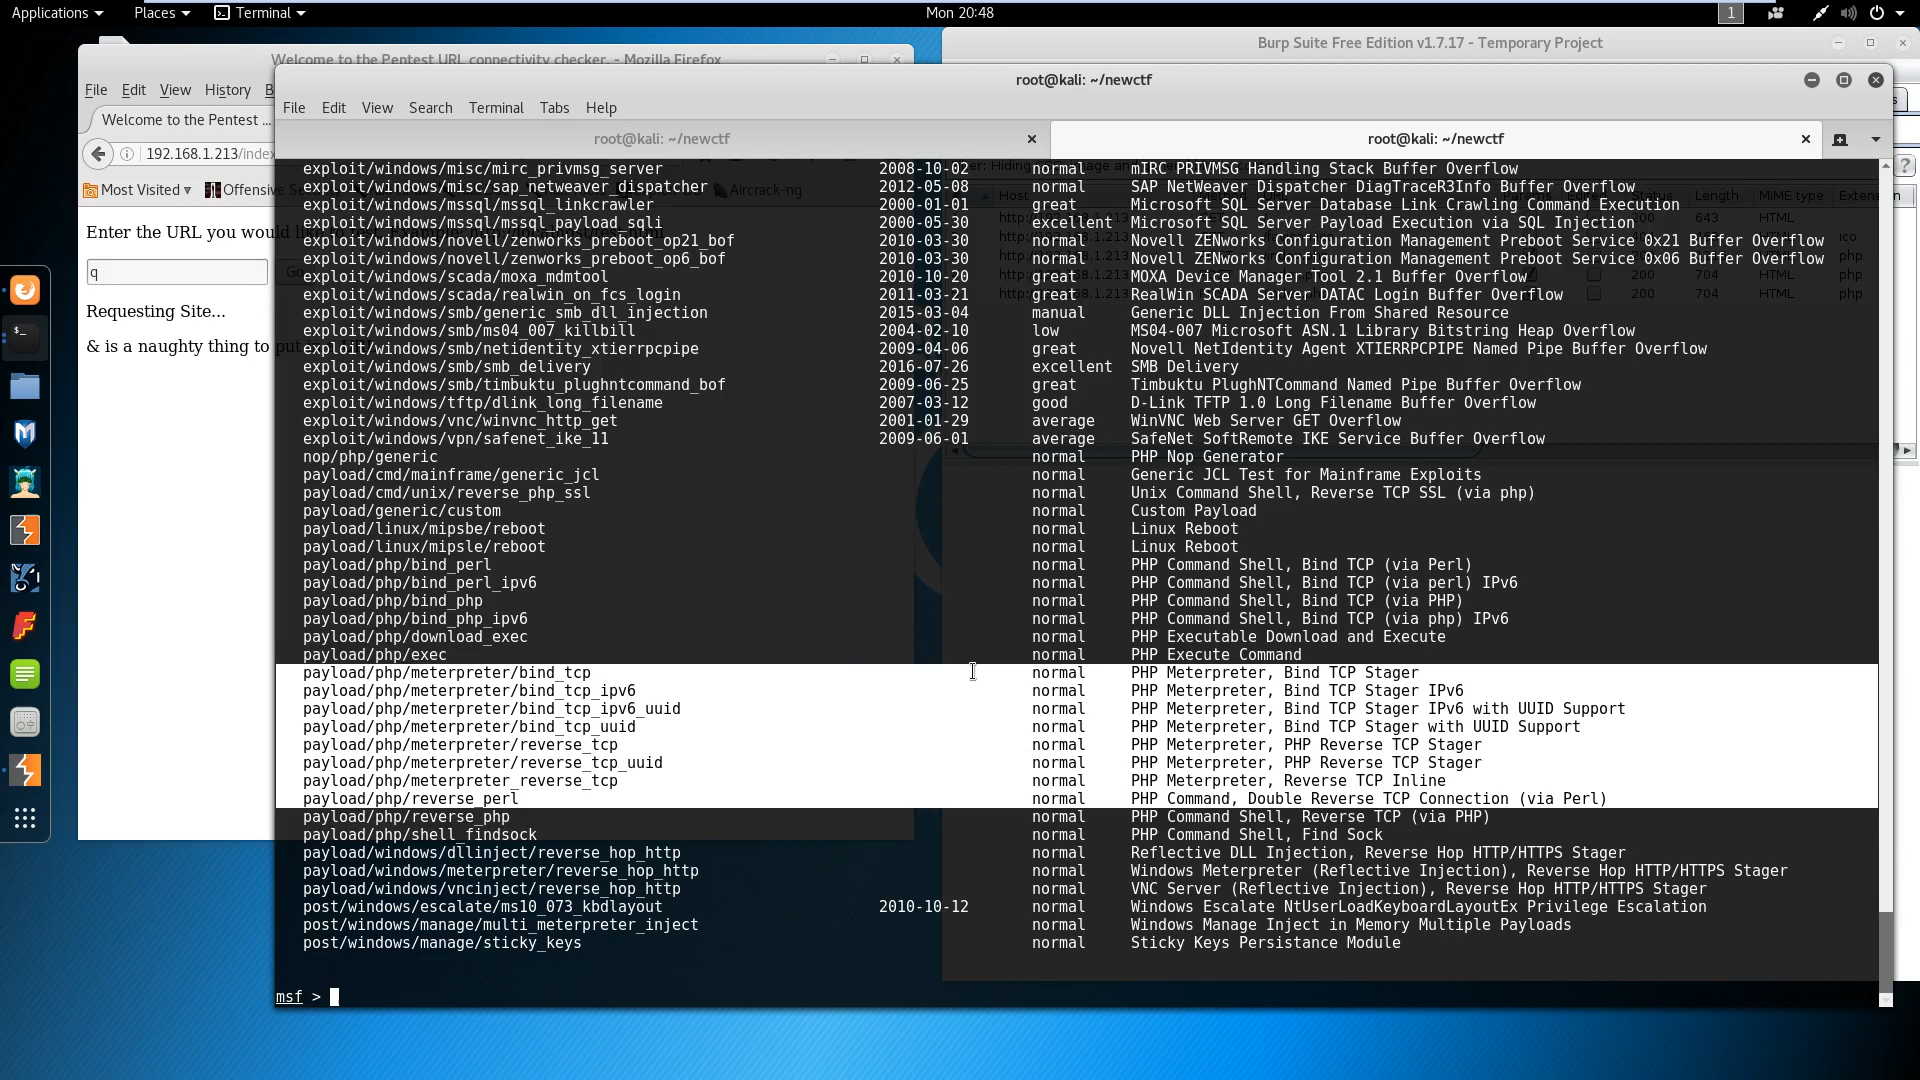 Applications Places Terminal Mon 20:48 1
Welcome to the Pentest URL connectivity checker. - Mozilla Firefox
Burp Suite Free Edition v1.7.17 - Temporary Project
root@kali: ~/newctf
File Edit View History B
File Edit View Search Terminal Tabs Help
Welcome to the Pentest ...
root@kali: ~/newctf
root@kali: ~/newctf
192.168.1.213/index
Most Visited
Aircrack-ng
Enter the URL you
q
Requesting Site...
& is a naughty thing to
Host Status Length MIME type
200 643 HTML
ico
php
200 704 HTML php
200 704 HTML php
exploit/windows/misc/mirc_privmsg_server 2008-10-02 normal mIRC PRIVMSG Handling Stack Buffer Overflow
exploit/windows/misc/sap_netweaver_dispatcher 2012-05-08 normal SAP NetWeaver Dispatcher DiagTraceR3Info Buffer Overflow
exploit/windows/mssql/mssql_linkcrawler 2000-01-01 great Microsoft SQL Server Database Link Crawling Command Execution
exploit/windows/mssql/mssql_payload_sqli 2000-05-30 excellent Microsoft SQL Server Payload Execution via SQL Injection
exploit/windows/novell/zenworks_preboot_op21_bof 2010-03-30 normal Novell ZENworks Configuration Management Preboot Service 0x21 Buffer Overflow
exploit/windows/novell/zenworks_preboot_op6_bof 2010-03-30 normal Novell ZENworks Configuration Management Preboot Service 0x06 Buffer Overflow
exploit/windows/scada/moxa_mdmtool 2010-10-20 great MOXA Device Manager Tool 2.1 Buffer Overflow
exploit/windows/scada/realwin_on_fcs_login 2011-03-21 great RealWin SCADA Server DATAC Login Buffer Overflow
exploit/windows/smb/generic_smb_dll_injection 2015-03-04 manual Generic DLL Injection From Shared Resource
exploit/windows/smb/ms04_007_killbill 2004-02-10 low MS04-007 Microsoft ASN.1 Library Bitstring Heap Overflow
exploit/windows/smb/netidentity_xtierrpcpipe 2009-04-06 great Novell NetIdentity Agent XTIERRPCPIPE Named Pipe Buffer Overflow
exploit/windows/smb/smb_delivery 2016-07-26 excellent SMB Delivery
exploit/windows/smb/timbuktu_plughntcommand_bof 2009-06-25 great Timbuktu PlughNTCommand Named Pipe Buffer Overflow
exploit/windows/tftp/dlink_long_filename 2007-03-12 good D-Link TFTP 1.0 Long Filename Buffer Overflow
exploit/windows/vnc/winvnc_http_get 2001-01-29 average WinVNC Web Server GET Overflow
exploit/windows/vpn/safenet_ike_11 2009-06-01 average SafeNet SoftRemote IKE Service Buffer Overflow
nop/php/generic normal PHP Nop Generator
payload/cmd/mainframe/generic_jcl normal Generic JCL Test for Mainframe Exploits
payload/cmd/unix/reverse_php_ssl normal Unix Command Shell, Reverse TCP SSL (via php)
payload/generic/custom normal Custom Payload
payload/linux/mipsbe/reboot normal Linux Reboot
payload/linux/mipsle/reboot normal Linux Reboot
payload/php/bind_perl normal PHP Command Shell, Bind TCP (via Perl)
payload/php/bind_perl_ipv6 normal PHP Command Shell, Bind TCP (via perl) IPv6
payload/php/bind_php normal PHP Command Shell, Bind TCP (via PHP)
payload/php/bind_php_ipv6 normal PHP Command Shell, Bind TCP (via php) IPv6
payload/php/download_exec normal PHP Executable Download and Execute
payload/php/exec normal PHP Execute Command
payload/php/meterpreter/bind_tcp normal PHP Meterpreter, Bind TCP Stager
payload/php/meterpreter/bind_tcp_ipv6 normal PHP Meterpreter, Bind TCP Stager IPv6
payload/php/meterpreter/bind_tcp_ipv6_uuid normal PHP Meterpreter, Bind TCP Stager IPv6 with UUID Support
payload/php/meterpreter/bind_tcp_uuid normal PHP Meterpreter, Bind TCP Stager with UUID Support
payload/php/meterpreter/reverse_tcp normal PHP Meterpreter, PHP Reverse TCP Stager
payload/php/meterpreter/reverse_tcp_uuid normal PHP Meterpreter, PHP Reverse TCP Stager
payload/php/meterpreter_reverse_tcp normal PHP Meterpreter, Reverse TCP Inline
payload/php/reverse_perl normal PHP Command, Double Reverse TCP Connection (via Perl)
payload/php/reverse_php normal PHP Command Shell, Reverse TCP (via PHP)
payload/php/shell_findsock normal PHP Command Shell, Find Sock
payload/windows/dllinject/reverse_hop_http normal Reflective DLL Injection, Reverse Hop HTTP/HTTPS Stager
payload/windows/meterpreter/reverse_hop_http normal Windows Meterpreter (Reflective Injection), Reverse Hop HTTP/HTTPS Stager
payload/windows/vncinject/reverse_hop_http normal VNC Server (Reflective Injection), Reverse Hop HTTP/HTTPS Stager
post/windows/escalate/ms10_073_kbdlayout 2010-10-12 normal Windows Escalate NtUserLoadKeyboardLayoutEx Privilege Escalation
post/windows/manage/multi_meterpreter_inject normal Windows Manage Inject in Memory Multiple Payloads
post/windows/manage/sticky_keys normal Sticky Keys Persistance Module
msf >